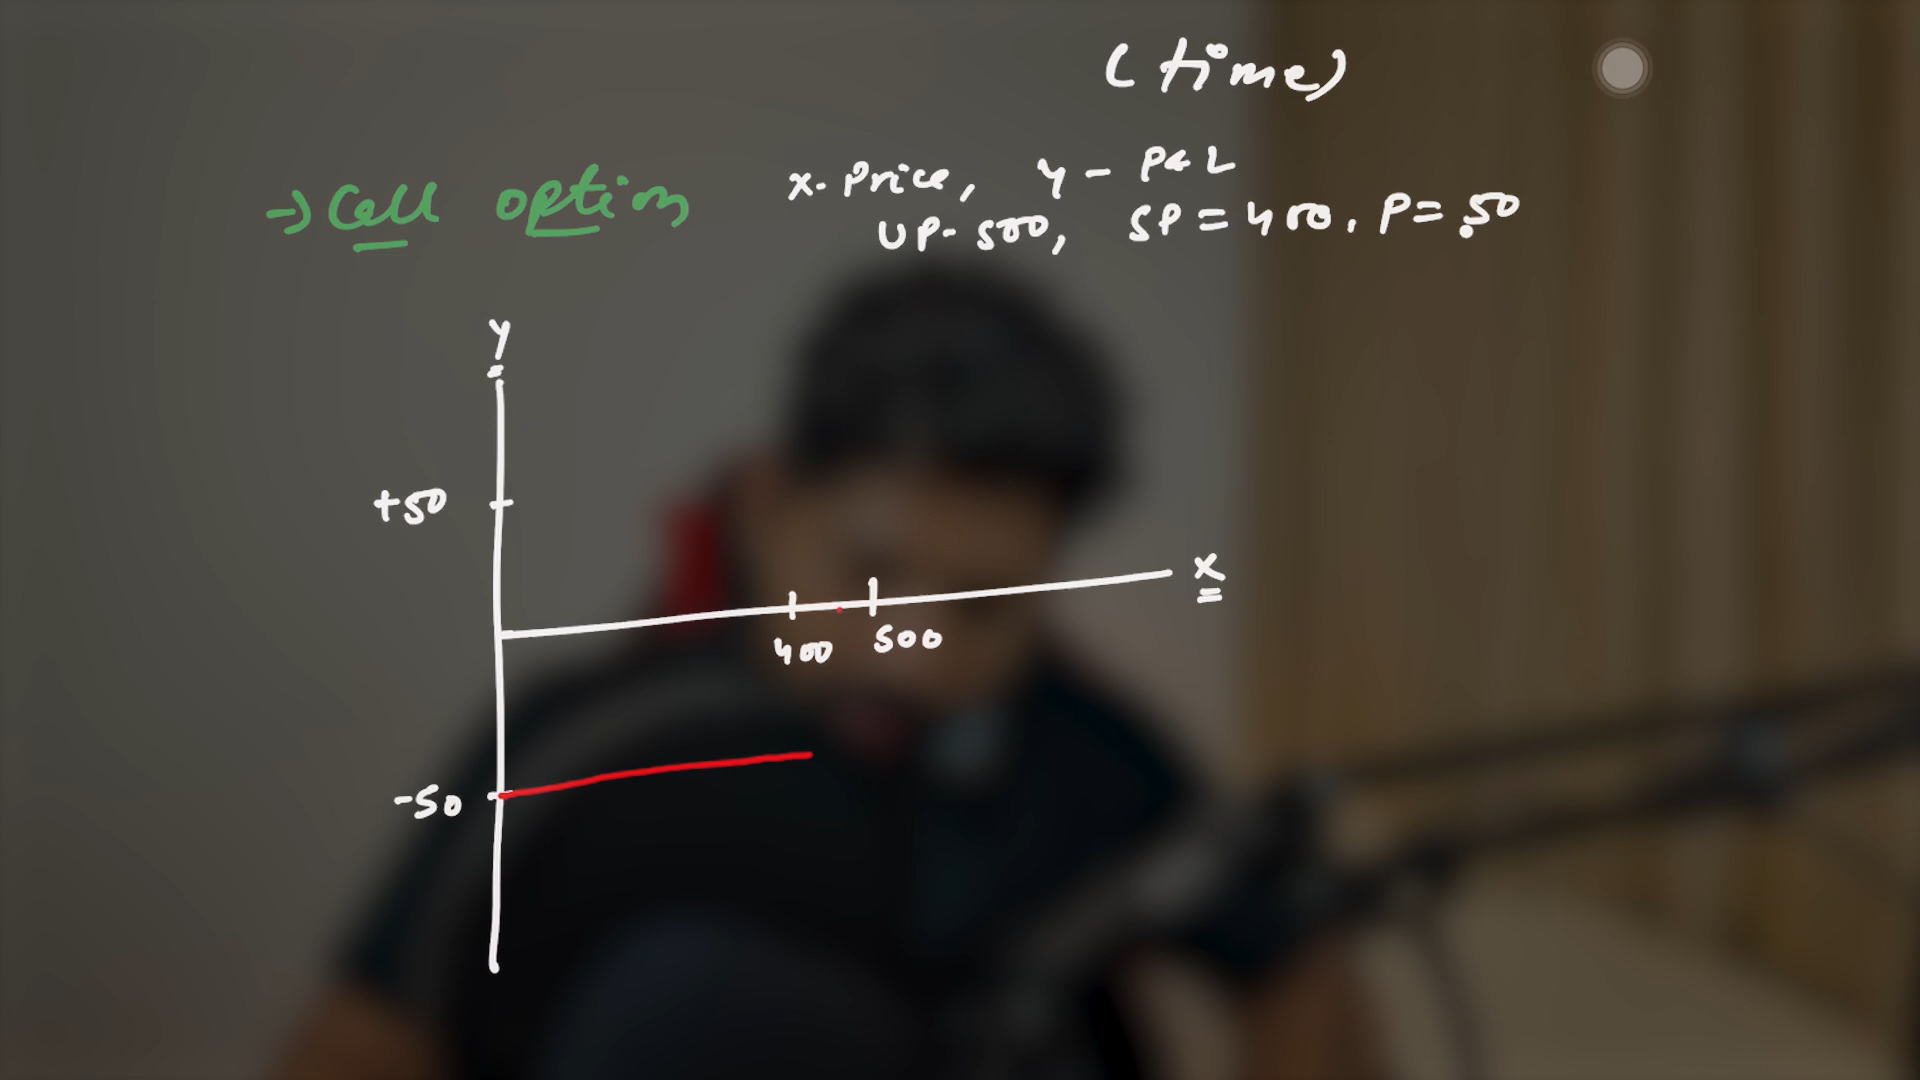 (time)
→ Call option
x- Price, y - P&L
UP- 500, SP = 400, P = 50
y
+50
x
400 500
-50